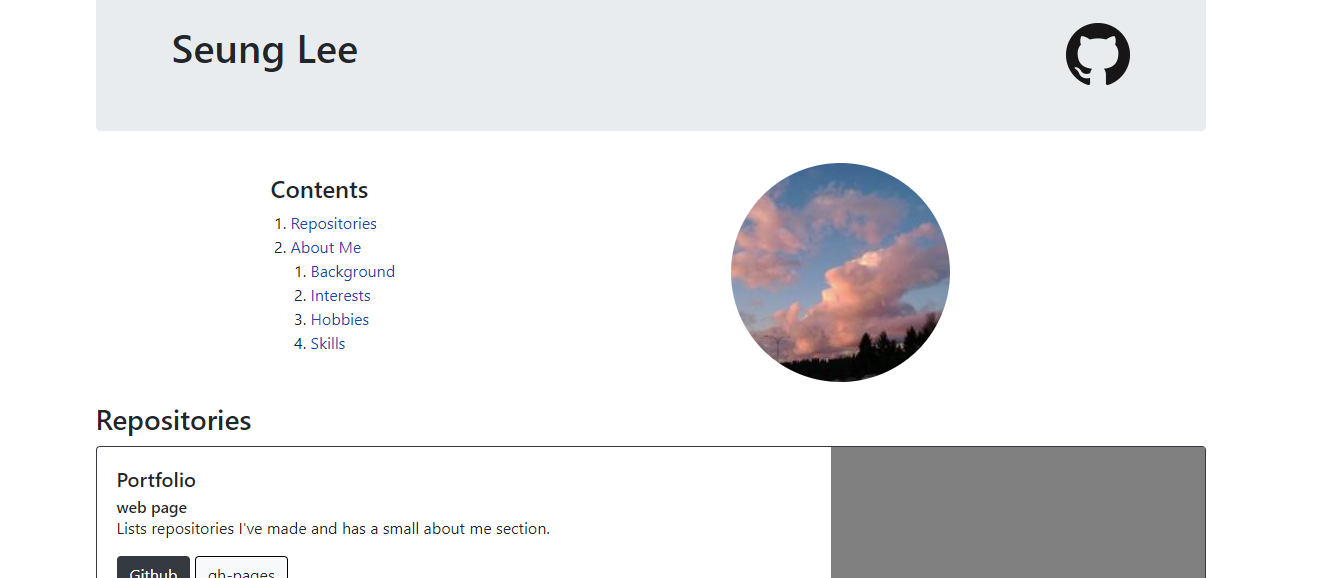 Seung Lee
Contents
1. Repositories
2. About Me
1. Background
2. Interests
3. Hobbies
4. Skills
Repositories
Portfolio
web page
Lists repositories I've made and has a small about me section.
Github gh-pages